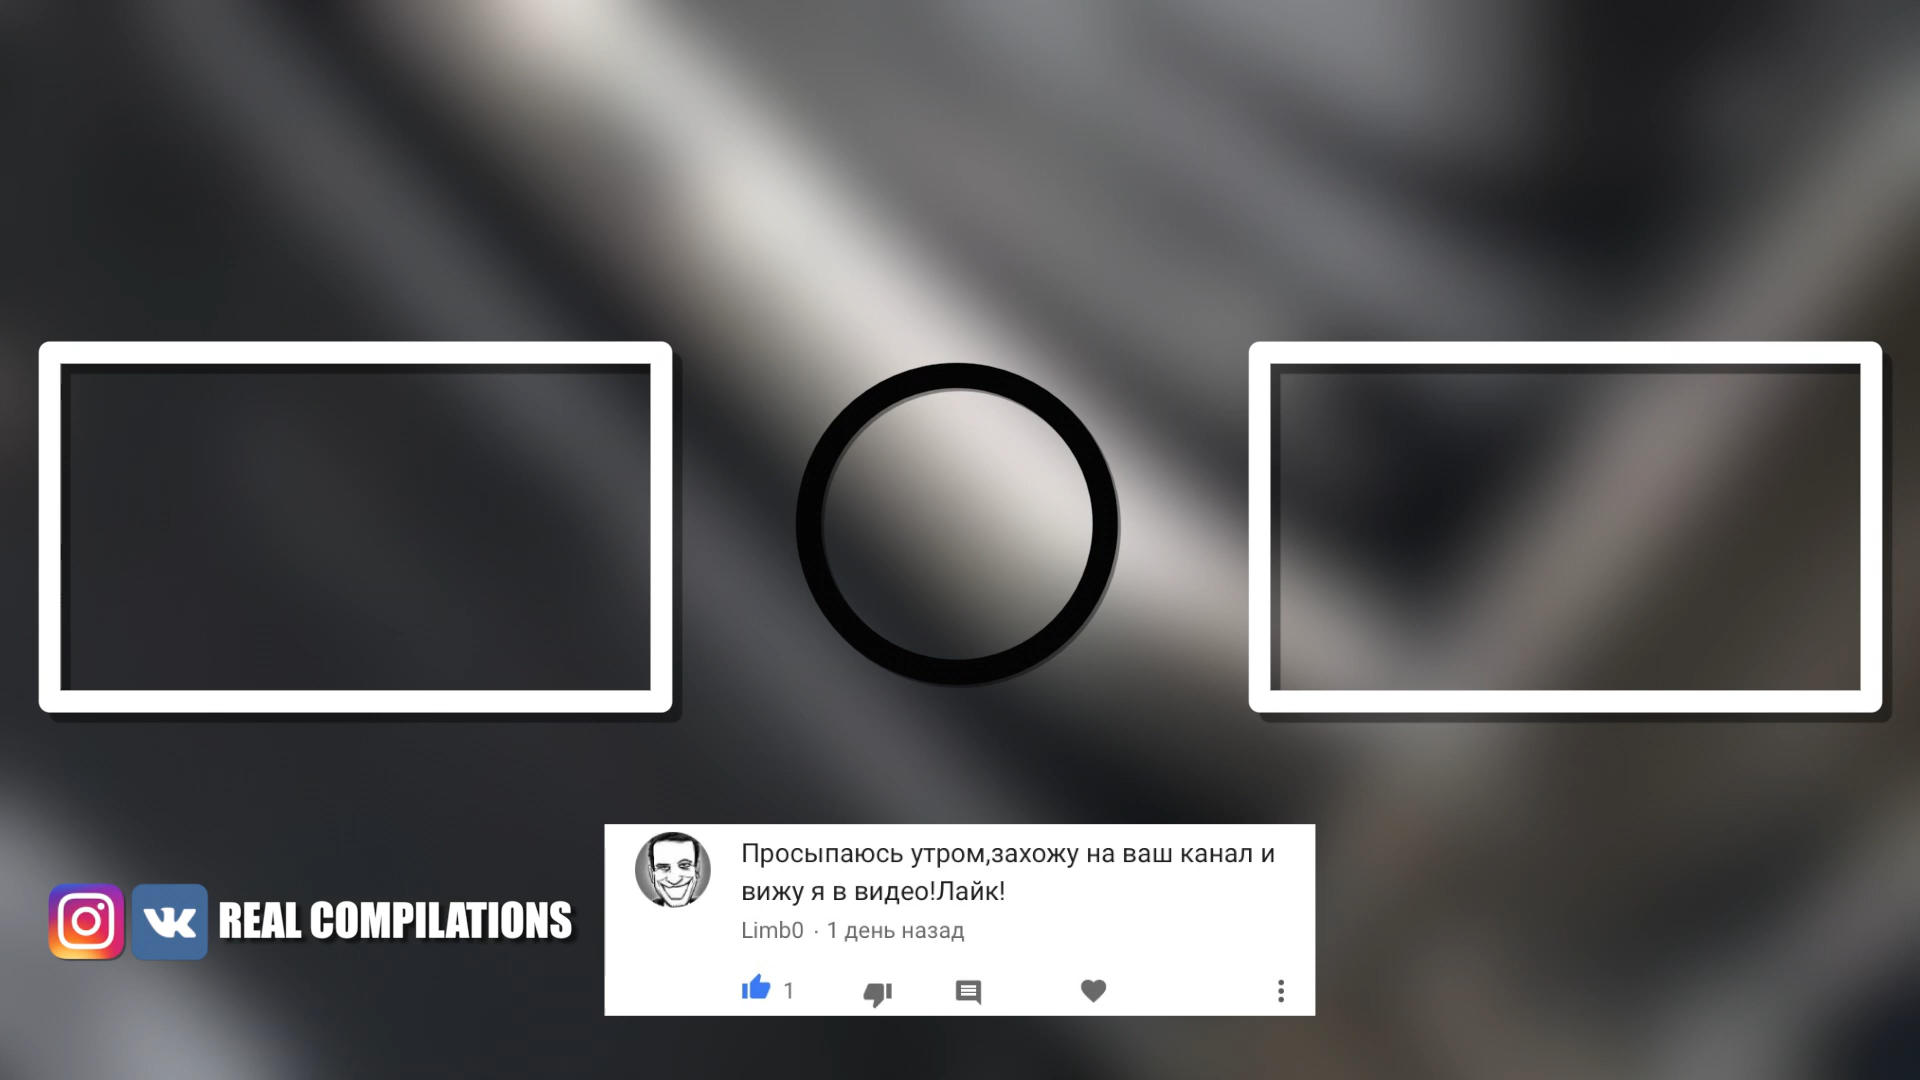 Просыпаюсь утром,захожу на ваш канал и
вижу я в видео!Лайк!
Limb0 · 1 день назад
1
REAL COMPILATIONS